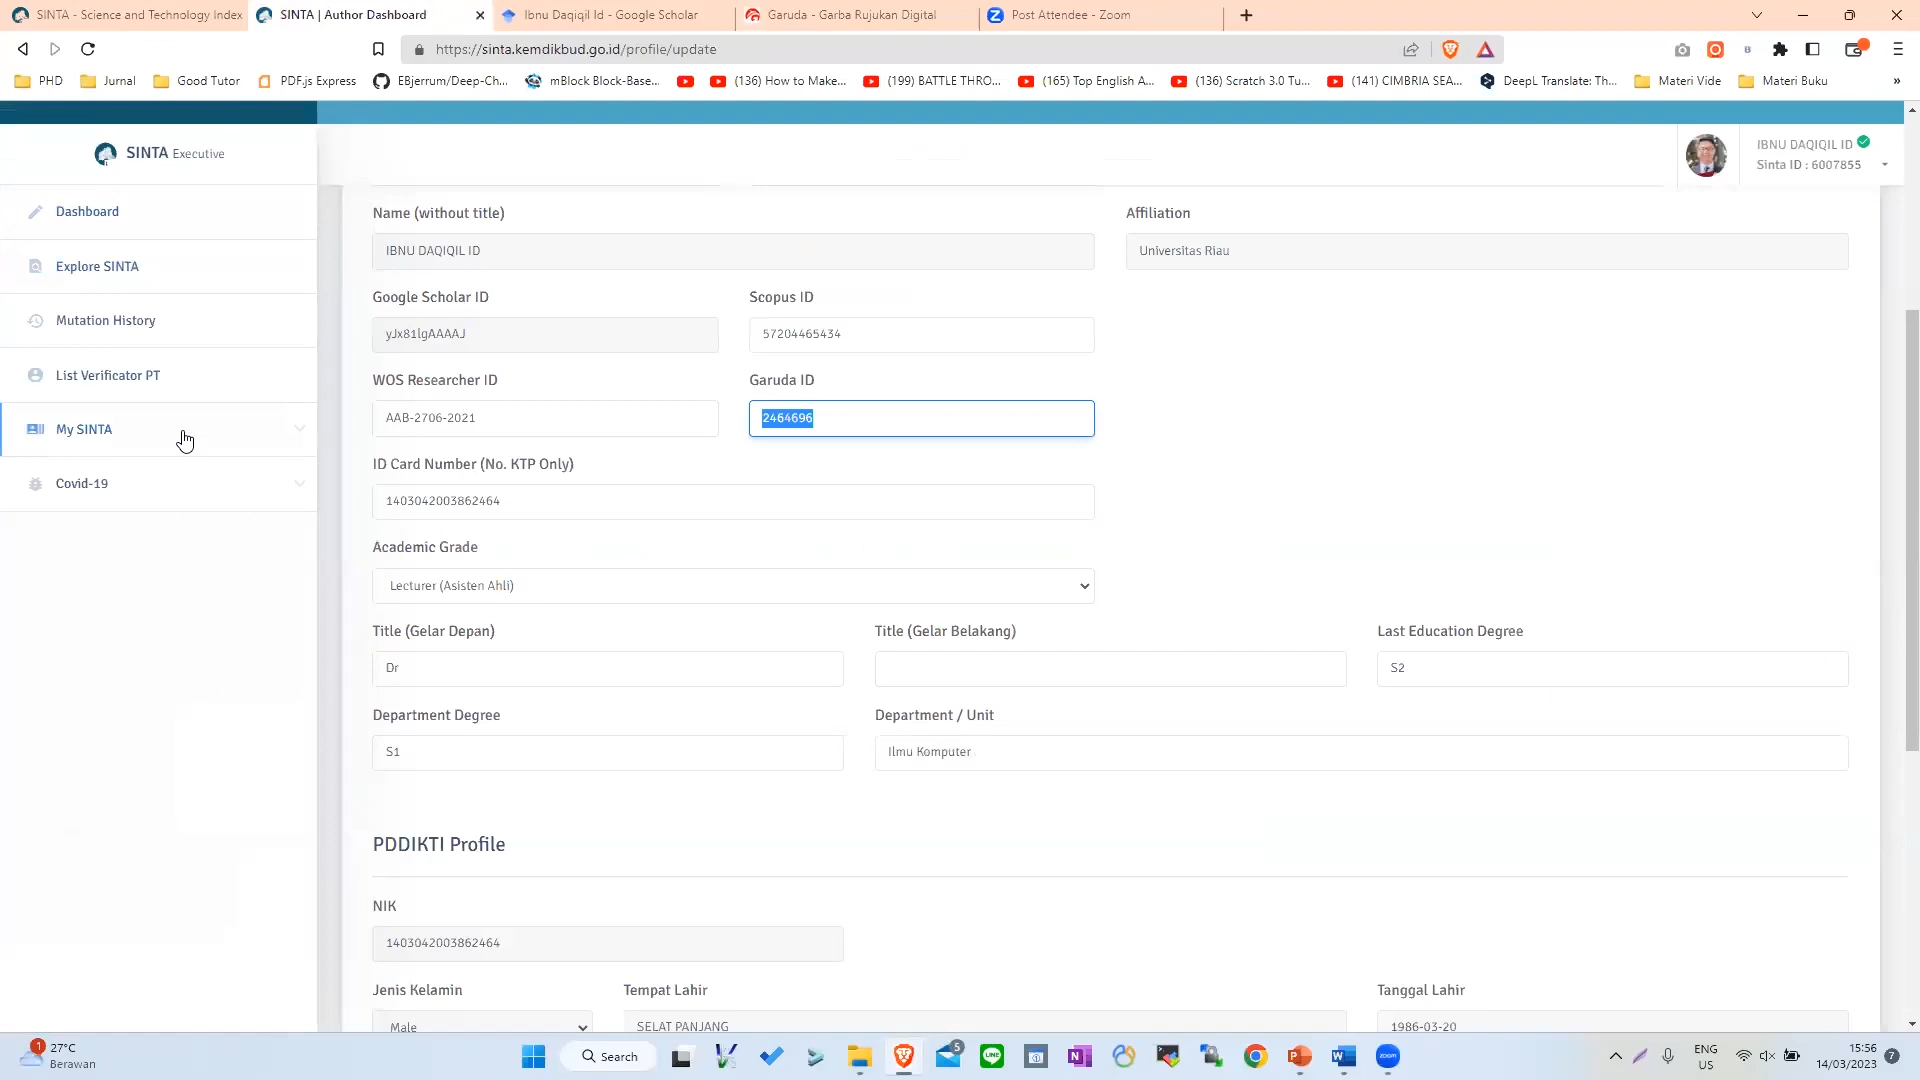 SINTA - Science and Technology Index
SINTA | Author Dashboard
Ibnu Daqiqil Id - Google Scholar
Garuda - Garba Rujukan Digital
Post Attendee - Zoom
https://sinta.kemdikbud.go.id/profile/update
PHD
Jurnal
Good Tutor
PDF.js Express
EBjerrum/Deep-Ch...
mBlock Block-Base...
(136) How to Make...
(199) BATTLE THRO...
(165) Top English A...
(136) Scratch 3.0 Tu...
(141) CIMBRIA SEA...
DeepL Translate: Th...
Materi Vide
Materi Buku
»
SINTA Executive
IBNU DAQIQIL ID
Sinta ID : 6007855
Dashboard
Explore SINTA
Mutation History
List Verificator PT
My SINTA
Covid-19
Name (without title)
Affiliation
IBNU DAQIQIL ID
Universitas Riau
Google Scholar ID
Scopus ID
yJx81lgAAAAJ
57204465434
WOS Researcher ID
Garuda ID
AAB-2706-2021
2464696
ID Card Number (No. KTP Only)
1403042003862464
Academic Grade
Lecturer (Asisten Ahli)
Title (Gelar Depan)
Title (Gelar Belakang)
Last Education Degree
Dr
S2
Department Degree
Department / Unit
S1
Ilmu Komputer
PDDIKTI Profile
NIK
1403042003862464
Jenis Kelamin
Tempat Lahir
Tanggal Lahir
Male
SELAT PANJANG
1986-03-20
1
27°C
Berawan
Search
5
LINE
zoom
ENG
US
15:56
14/03/2023
7